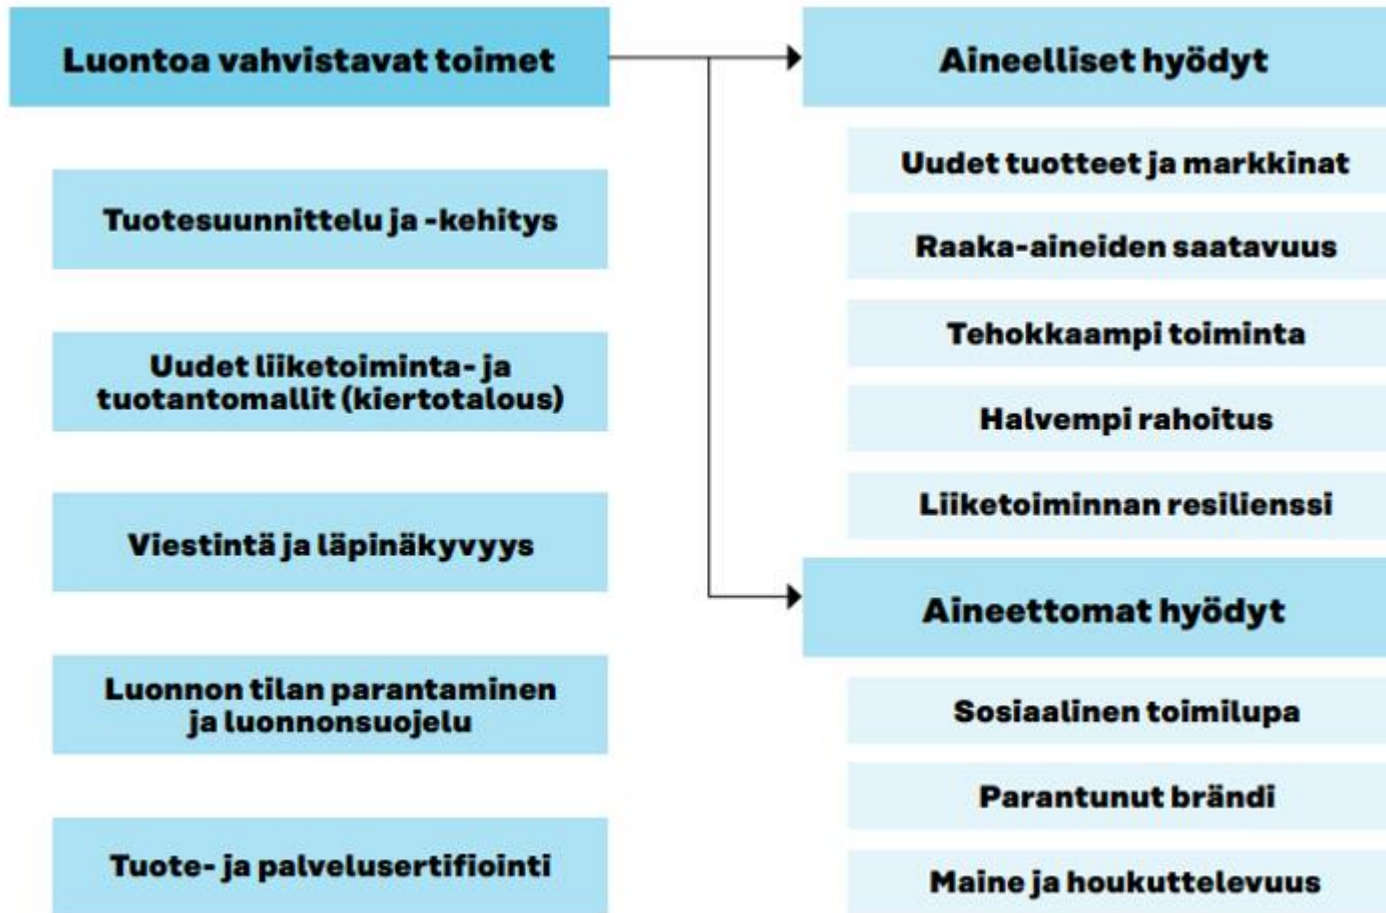 Luontoa vahvistavat toimet
Tuotesuunnittelu ja -kehitys
Uudet liiketoiminta- ja
tuotantomallit (kiertotalous)
Viestintä ja läpinäkyvyys
Luonnon tilan parantaminen
ja luonnonsuojelu
Tuote- ja palvelusertifiointi
Aineelliset hyödyt
Uudet tuotteet ja markkinat
Raaka-aineiden saatavuus
Tehokkaampi toiminta
Halvempi rahoitus
Liiketoiminnan resilienssi
Aineettomat hyödyt
Sosiaalinen toimilupa
Parantunut brändi
Maine ja houkuttelevuus